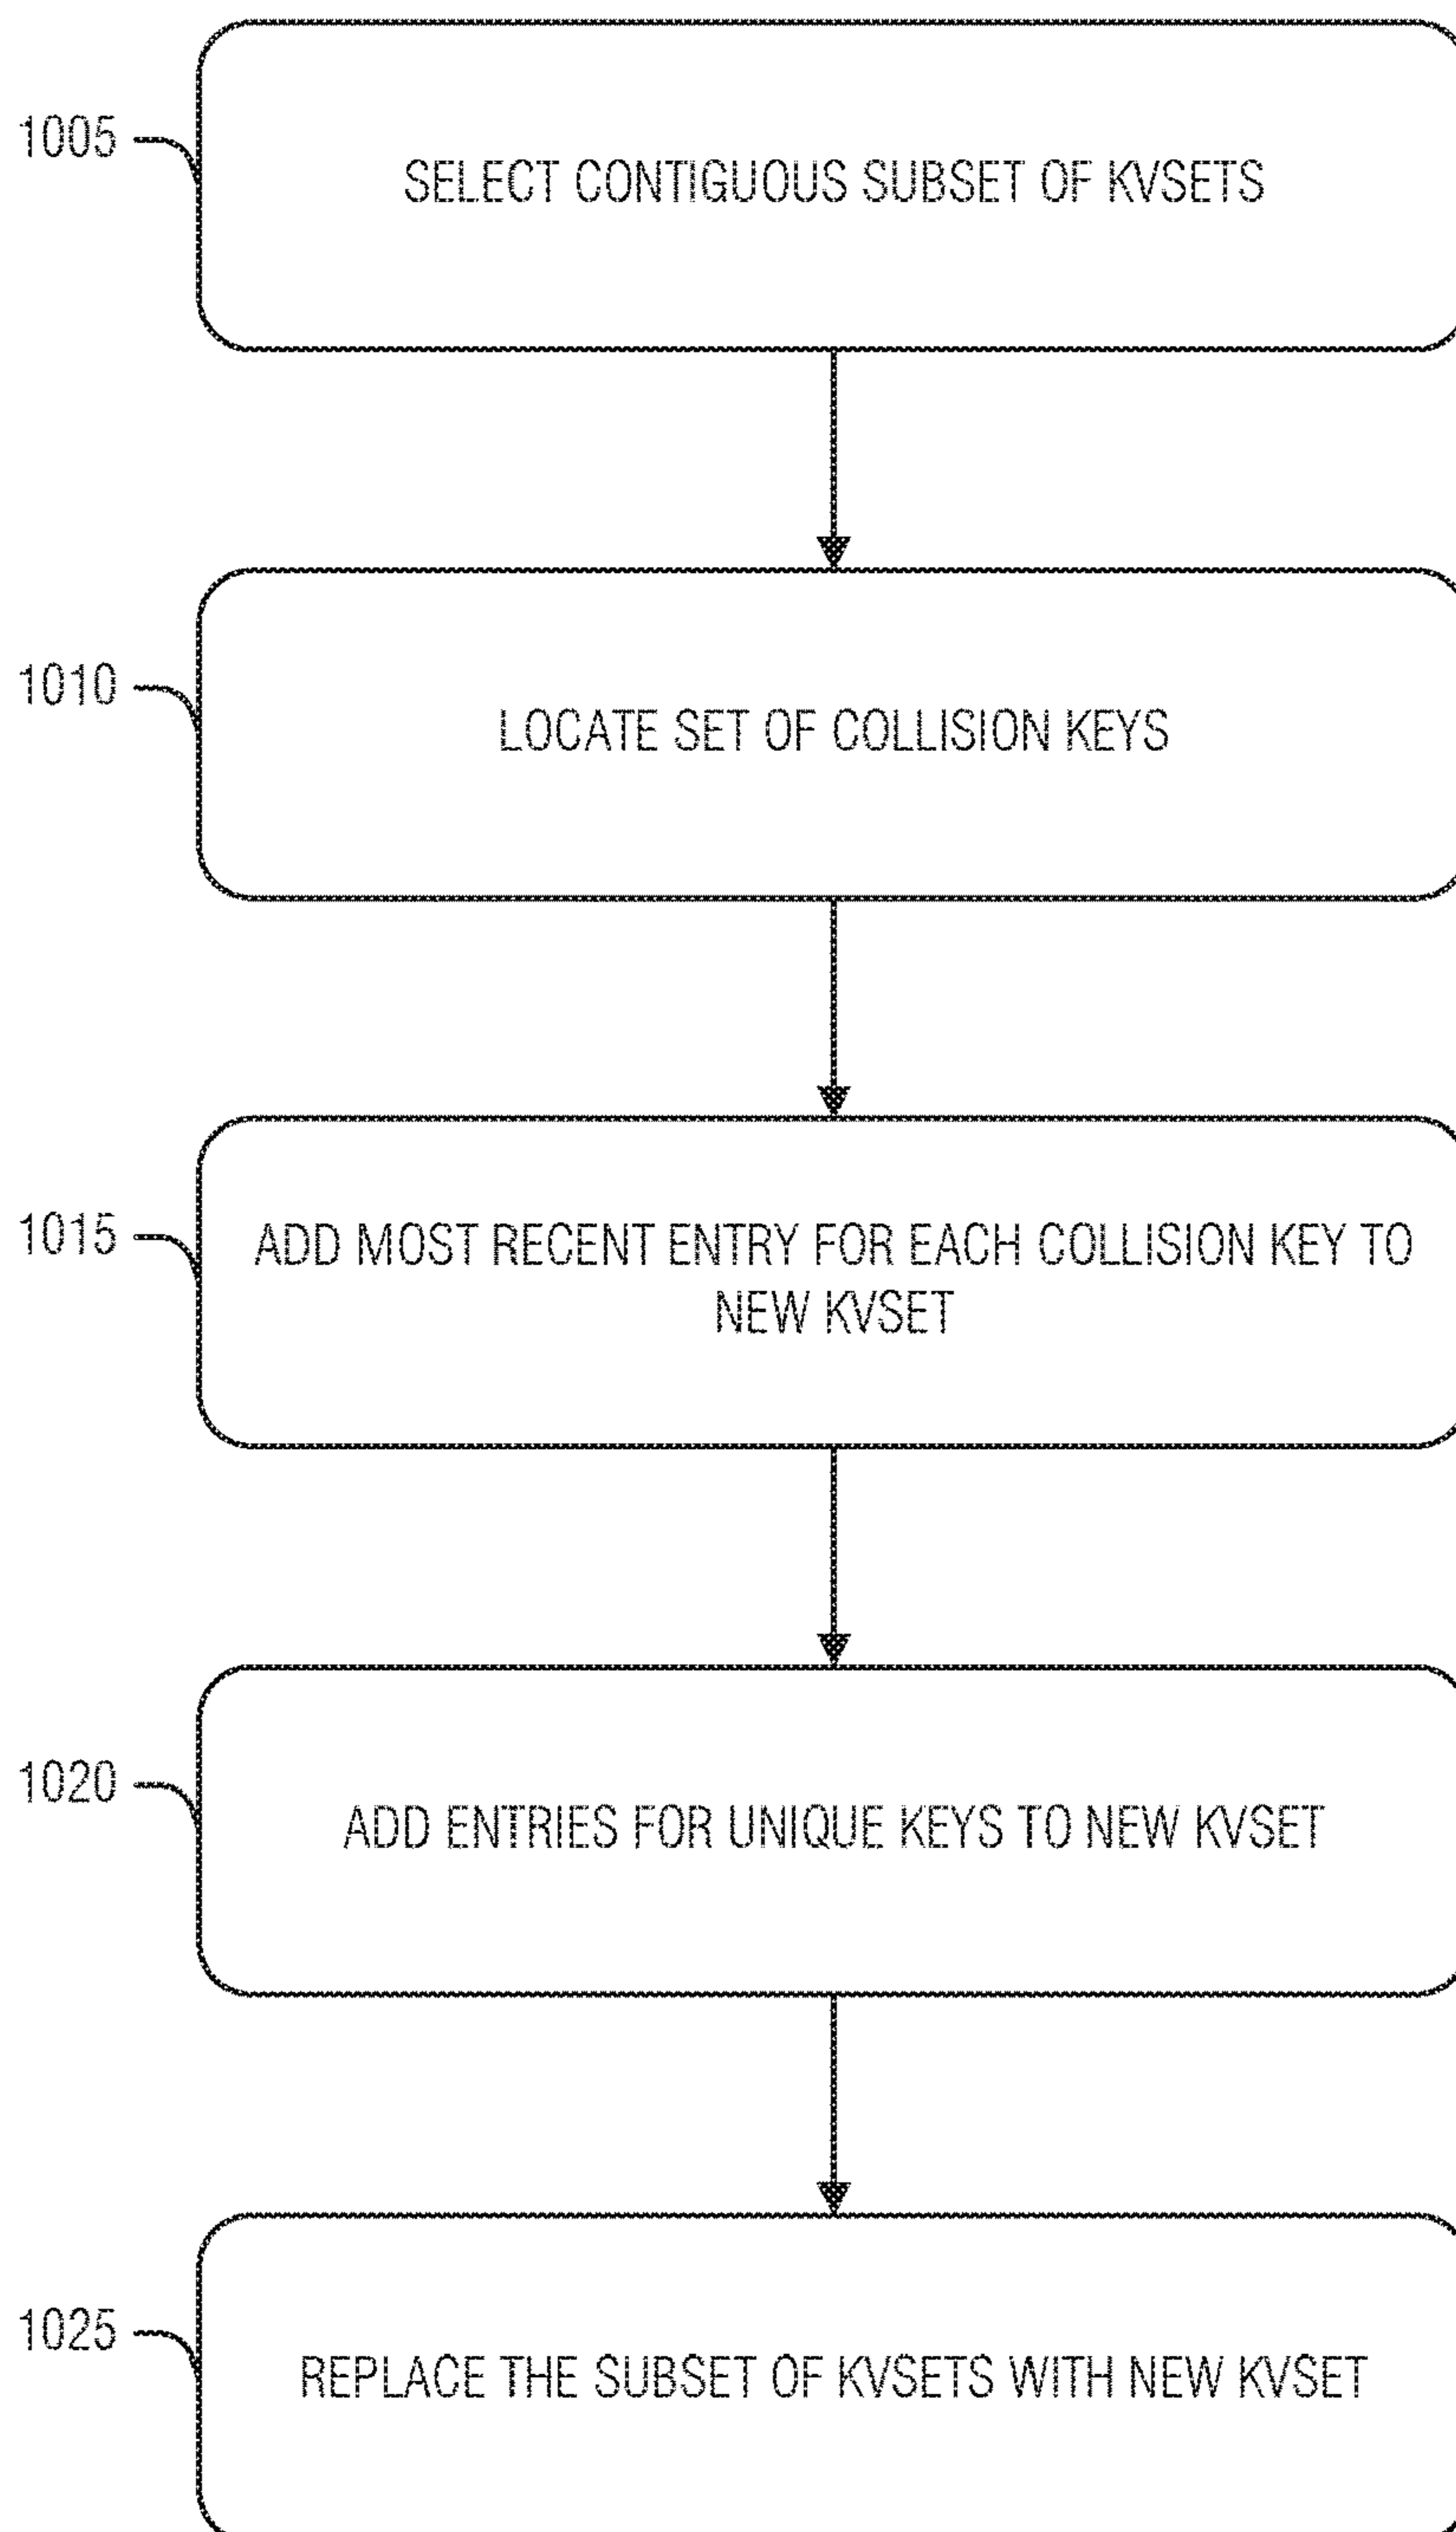 1005
SELECT CONTIGUOUS SUBSET OF KVSETS
1010
LOCATE SET OF COLLISION KEYS
1015
ADD MOST RECENT ENTRY FOR EACH COLLISION KEY TO
NEW KVSET
1020
ADD ENTRIES FOR UNIQUE KEYS TO NEW KVSET
1025
REPLACE THE SUBSET OF KVSETS WITH NEW KVSET